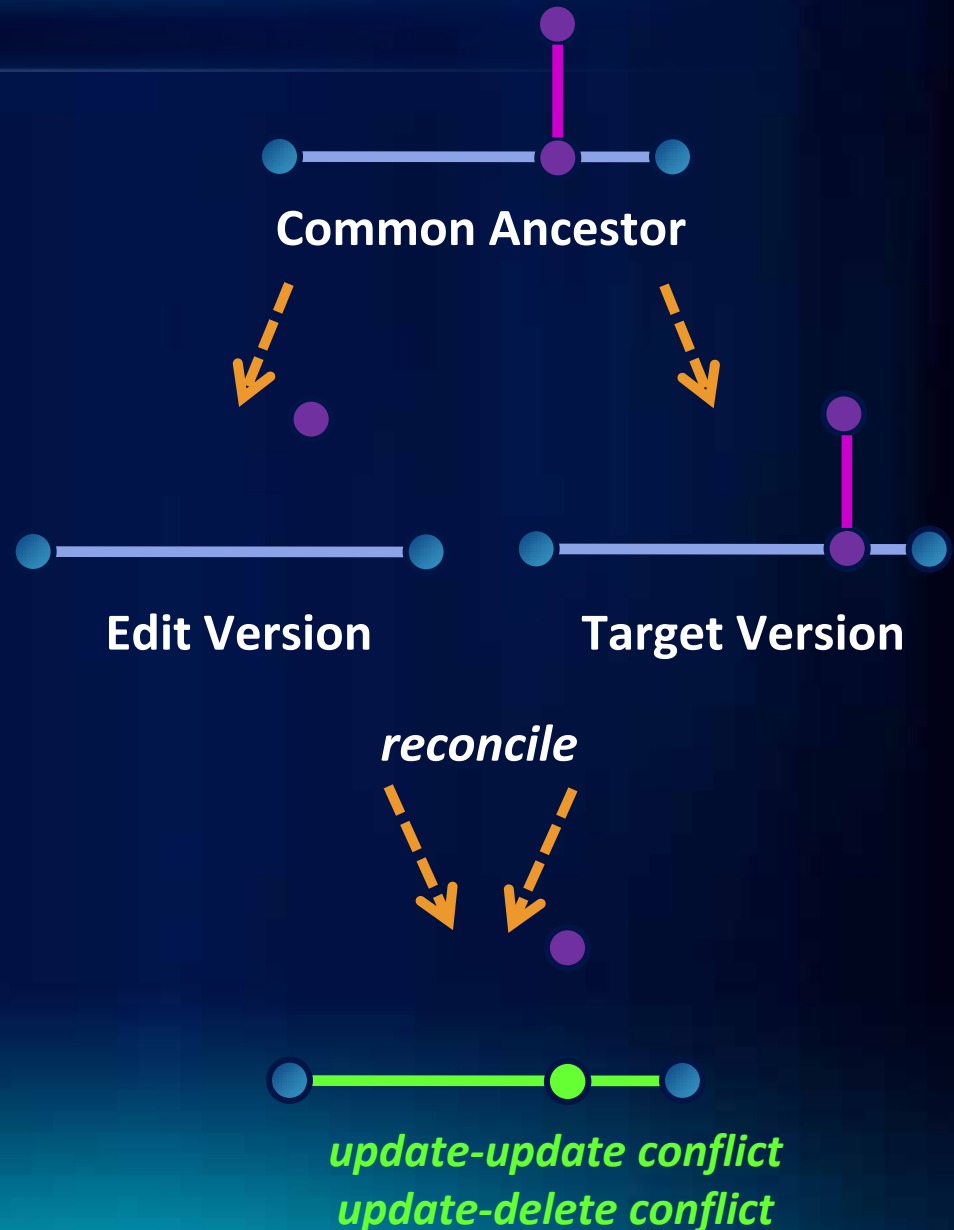 Common Ancestor
Edit Version
Target Version
reconcile
update-update conflict
update-delete conflict